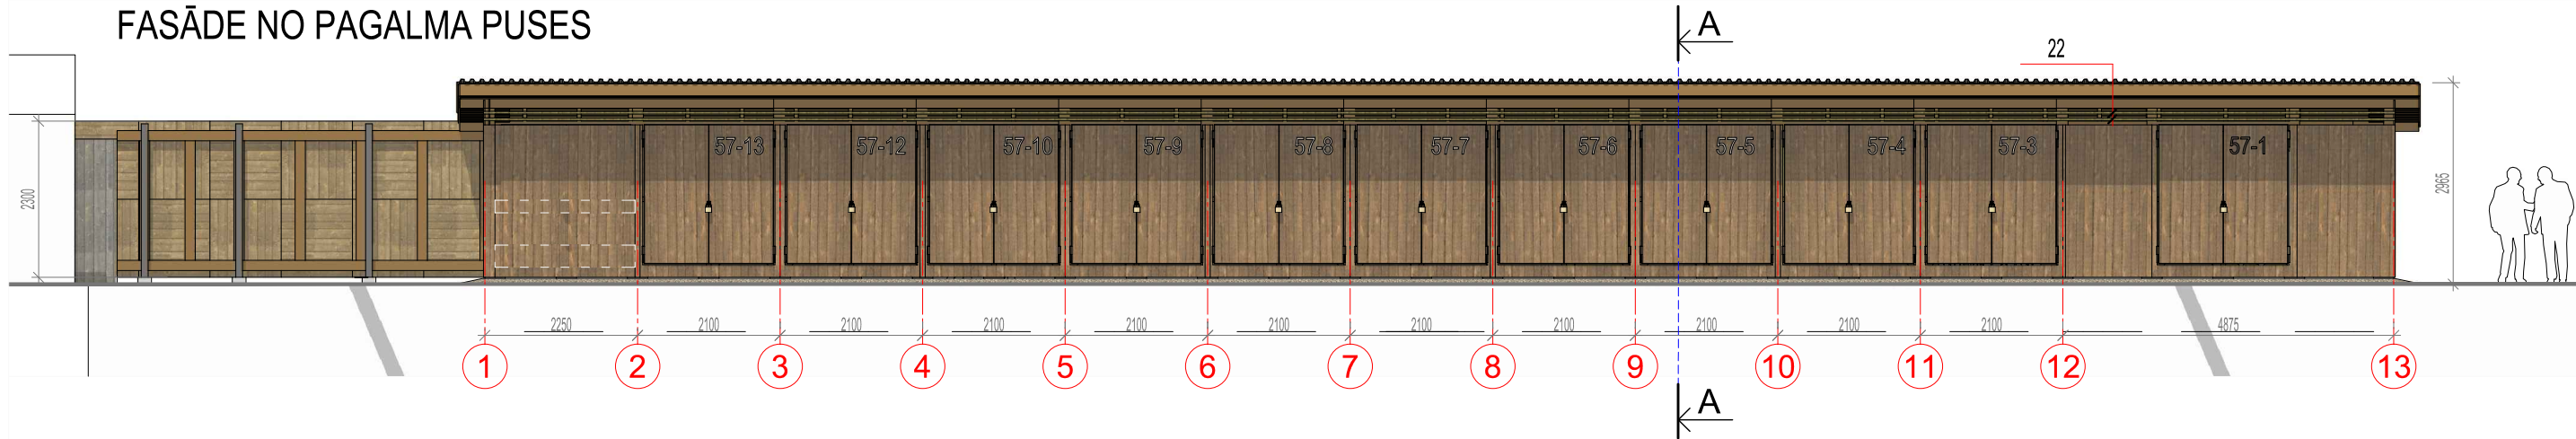 FASĀDE NO PAGALMA PUSES
A
22
57-13 57-12 57-10 57-9 57-8 57-7 57-6 57-5 57-4 57-3 57-1
2300
2965
2250 2100 2100 2100 2100 2100 2100 2100 2100 2100 2100 4875
1 2 3 4 5 6 7 8 9 10 11 12 13
A